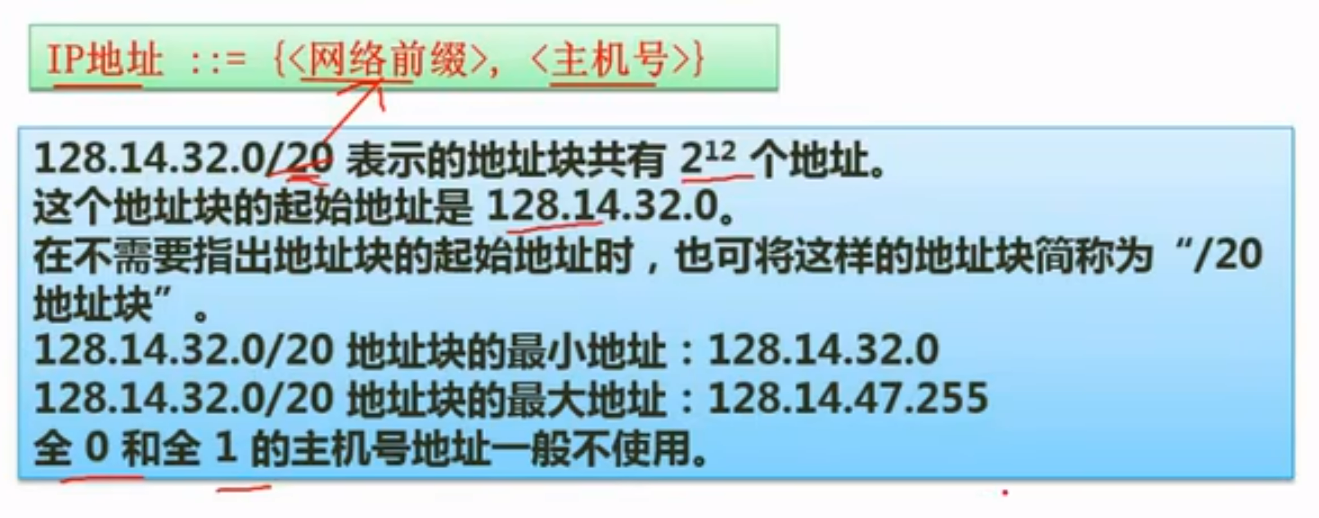 IP地址 ::= {<网络前缀>, <主机号>}
128.14.32.0/20 表示的地址块共有 2¹² 个地址。
这个地址块的起始地址是 128.14.32.0。
在不需要指出地址块的起始地址时，也可将这样的地址块简称为“/20
地址块”。
128.14.32.0/20 地址块的最小地址：128.14.32.0
128.14.32.0/20 地址块的最大地址：128.14.47.255
全 0 和全 1 的主机号地址一般不使用。